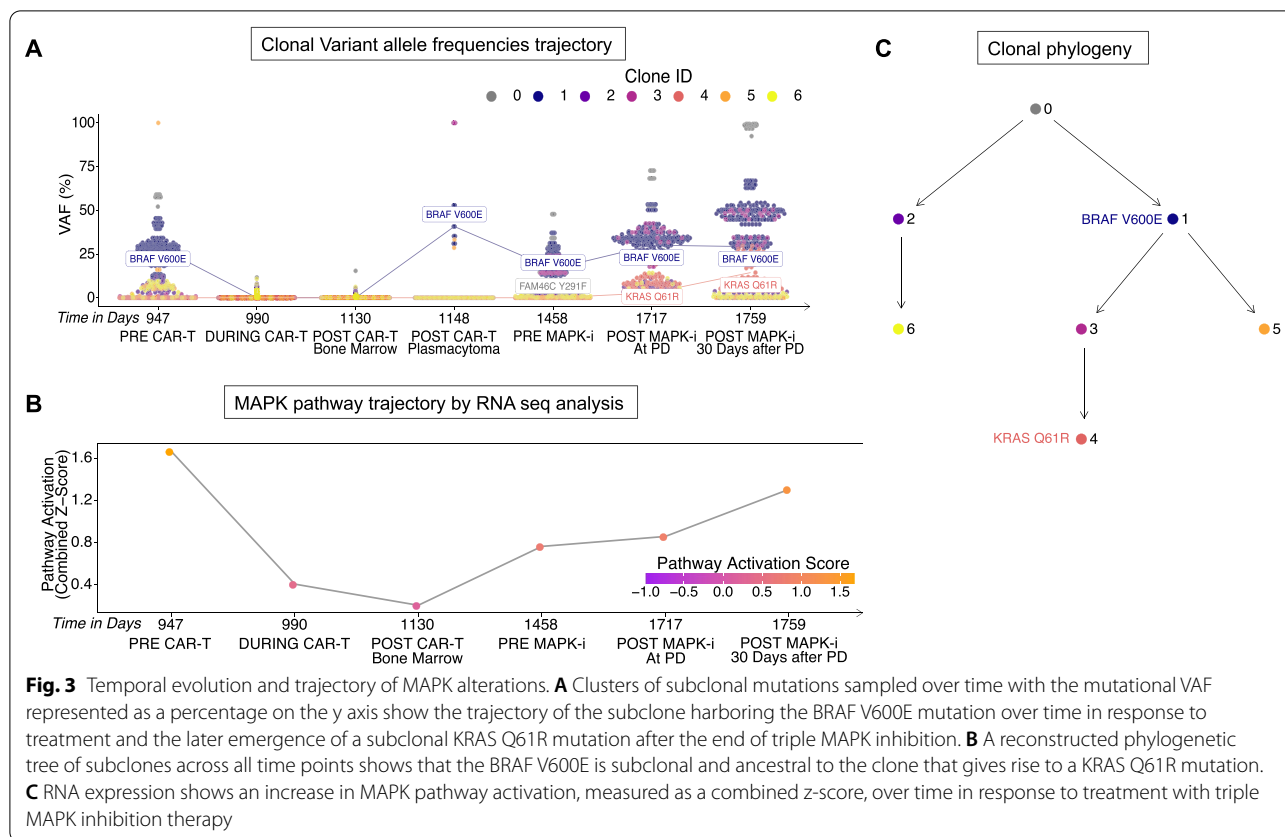 A
Clonal Variant allele frequencies trajectory
Clone ID
0 1 2 3 4 5 6
VAF (%)
100
75
50
25
0
BRAF V600E
BRAF V600E
BRAF V600E
BRAF V600E
BRAF V600E
FAM46C Y291F
KRAS Q61R
KRAS Q61R
Time in Days 947 990 1130 1148 1458 1717 1759
PRE CAR-T DURING CAR-T POST CAR-T POST CAR-T PRE MAPK-i POST MAPK-i POST MAPK-i
Bone Marrow Plasmacytoma At PD 30 Days after PD
C
Clonal phylogeny
0
2 BRAF V600E 1
6 3 5
KRAS Q61R 4
B
MAPK pathway trajectory by RNA seq analysis
Pathway Activation
(Combined Z−Score)
1.6
1.2
0.8
0.4
Pathway Activation Score
−1.0 −0.5 0.0 0.5 1.0 1.5
Time in Days 947 990 1130 1458 1717 1759
PRE CAR-T DURING CAR-T POST CAR-T PRE MAPK-i POST MAPK-i POST MAPK-i
Bone Marrow At PD 30 Days after PD
Fig. 3 Temporal evolution and trajectory of MAPK alterations. A Clusters of subclonal mutations sampled over time with the mutational VAF
represented as a percentage on the y axis show the trajectory of the subclone harboring the BRAF V600E mutation over time in response to
treatment and the later emergence of a subclonal KRAS Q61R mutation after the end of triple MAPK inhibition. B A reconstructed phylogenetic
tree of subclones across all time points shows that the BRAF V600E is subclonal and ancestral to the clone that gives rise to a KRAS Q61R mutation.
C RNA expression shows an increase in MAPK pathway activation, measured as a combined z-score, over time in response to treatment with triple
MAPK inhibition therapy